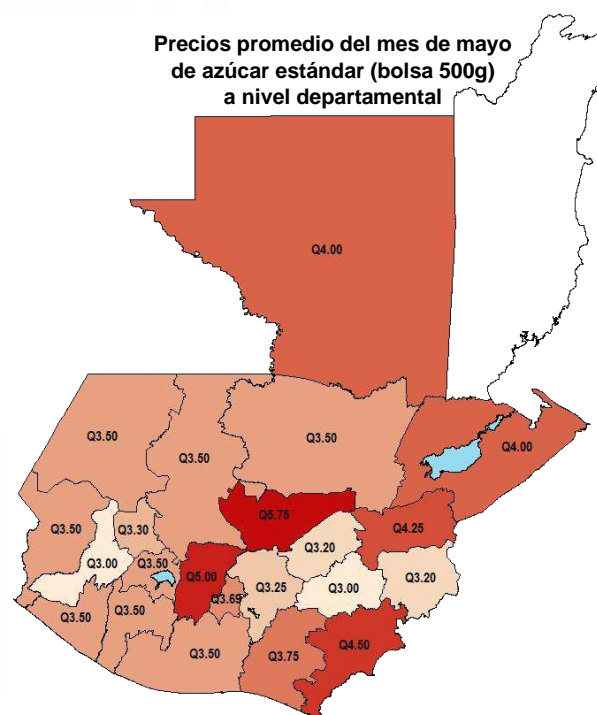 Precios promedio del mes de mayo
de azúcar estándar (bolsa 500g)
a nivel departamental
Q4.00
Q3.50
Q3.50
Q3.50
Q4.00
Q5.75
Q4.25
Q3.50
Q3.30
Q3.20
Q3.00
Q3.50
Q5.00
Q3.69
Q3.25
Q3.00
Q3.20
Q3.50
Q3.50
Q3.50
Q3.75
Q4.50